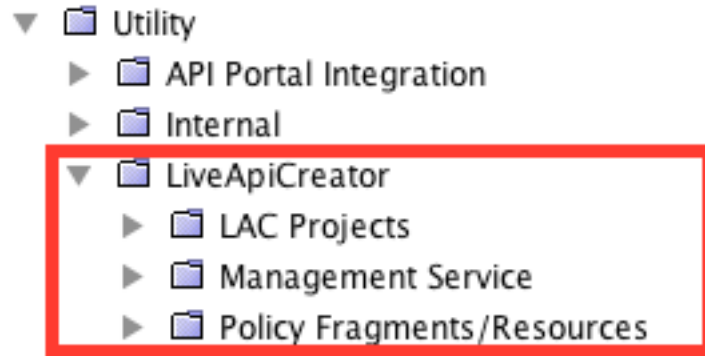 Utility
API Portal Integration
Internal
LiveApiCreator
LAC Projects
Management Service
Policy Fragments/Resources